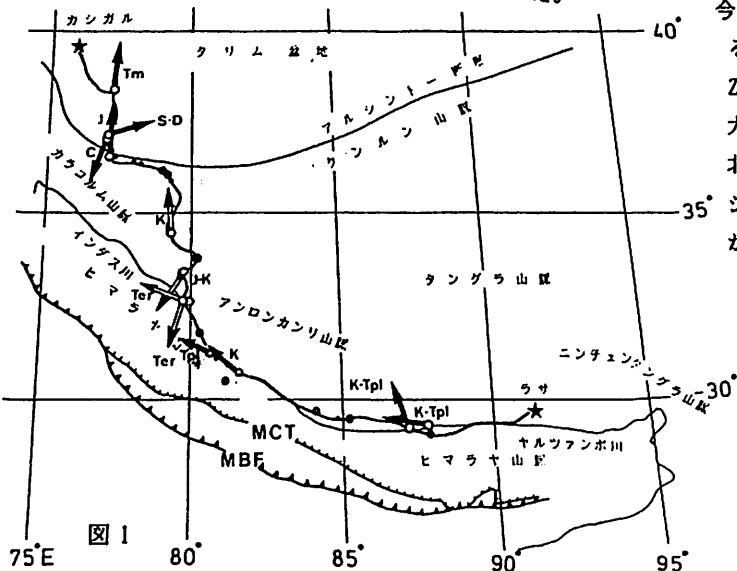 カシガル
40°
タリム盆地
Tm
J
S-D
アルシントー断
C
クンルン山脈
カラコルム山脈
K
35°
インダス川
J-K
タングラ山脈
ヒマラヤ
Ter
アンロンカンリ山脈
Ter
K
ニンチェンタングラ山脈
K-Tpl
K-Tpl
ラサ
30°
MCT
ヤルツァンポ川
MBF
ヒマラヤ山脈
図1
75°E
80°
85°
90°
95°
今